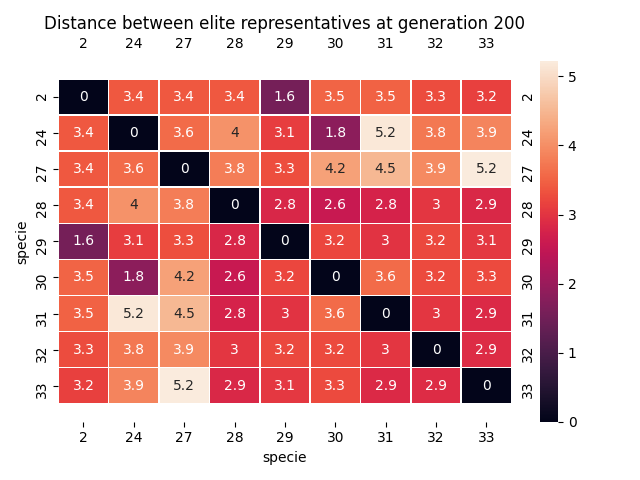 Distance between elite representatives at generation 200
2 24 27 28 29 30 31 32 33
2 0 3.4 3.4 3.4 1.6 3.5 3.5 3.3 3.2 2
24 3.4 0 3.6 4 3.1 1.8 5.2 3.8 3.9 24
27 3.4 3.6 0 3.8 3.3 4.2 4.5 3.9 5.2 27
28 3.4 4 3.8 0 2.8 2.6 2.8 3 2.9 28
29 1.6 3.1 3.3 2.8 0 3.2 3 3.2 3.1 29
30 3.5 1.8 4.2 2.6 3.2 0 3.6 3.2 3.3 30
31 3.5 5.2 4.5 2.8 3 3.6 0 3 2.9 31
32 3.3 3.8 3.9 3 3.2 3.2 3 0 2.9 32
33 3.2 3.9 5.2 2.9 3.1 3.3 2.9 2.9 0 33
2 24 27 28 29 30 31 32 33
specie
specie
5
4
3
2
1
0